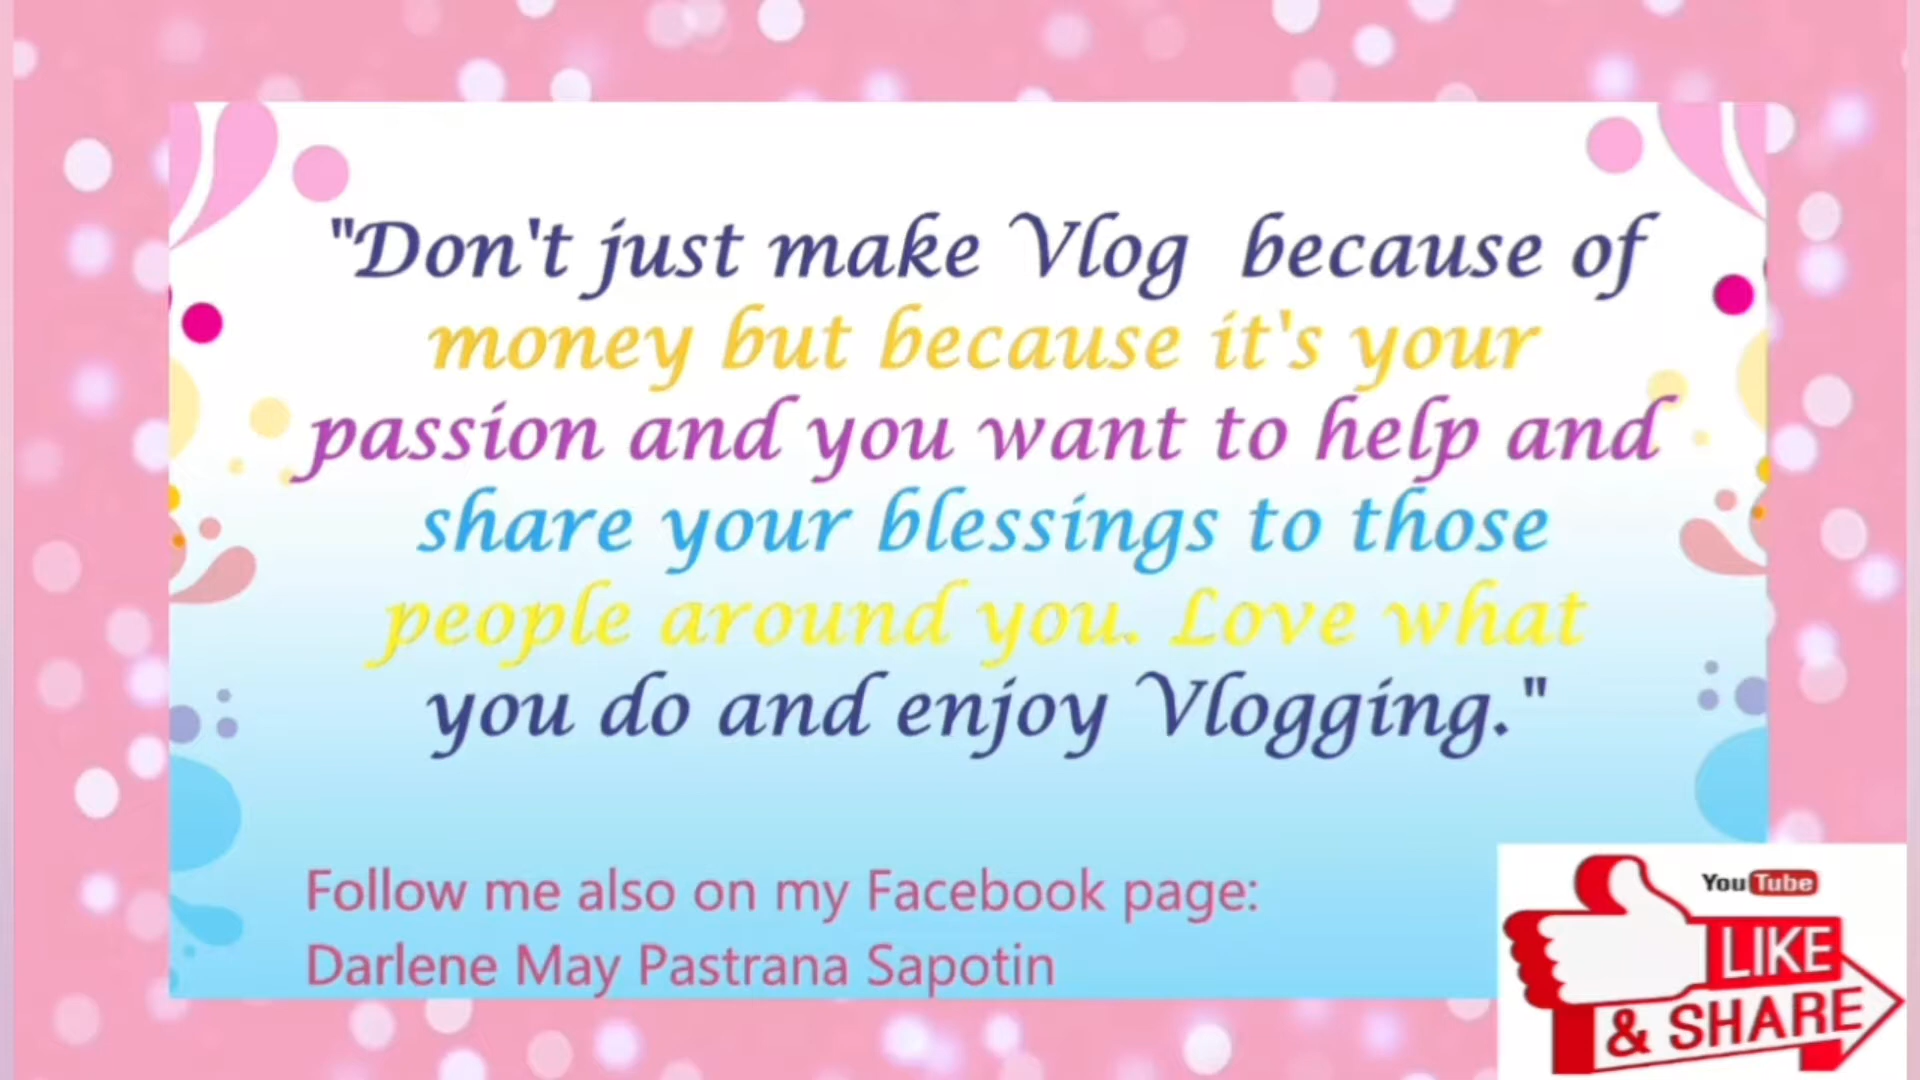 "Don't just make Vlog because of
money but because it's your
passion and you want to help and
share your blessings to those
people around you. Love what
you do and enjoy Vlogging."
Follow me also on my Facebook page:
Darlene May Pastrana Sapotin
YouTube
LIKE
& SHARE